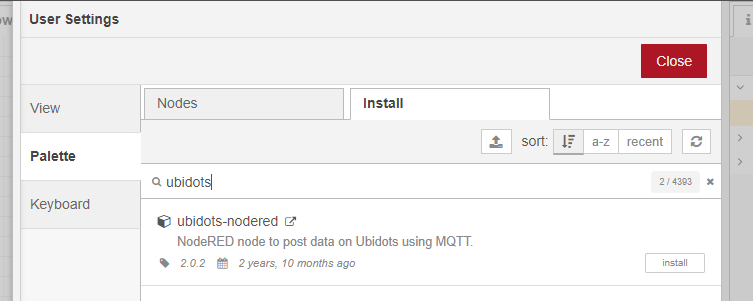 User Settings
Close
View
Palette
Keyboard
Nodes
Install
sort:
a-z
recent
ubidots
2 / 4393
ubidots-nodered
NodeRED node to post data on Ubidots using MQTT.
2.0.2
2 years, 10 months ago
install